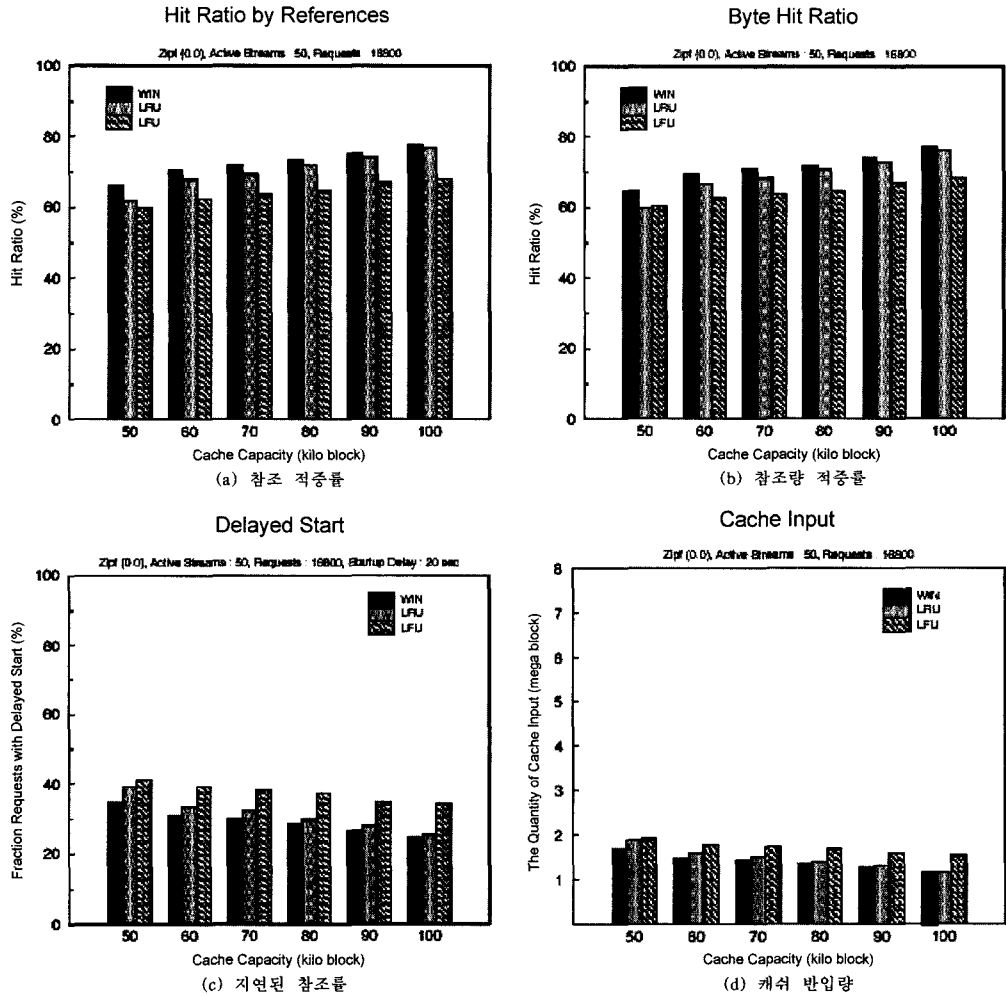 Hit Ratio by References
Zipf (0.0), Active Streams : 50, Requests : 16800
100
80
60
40
20
0
Hit Ratio (%)
WIN
LRU
LFU
50 60 70 80 90 100
Cache Capacity (kilo block)
(a) 참조 적중률
Byte Hit Ratio
Zipf (0.0), Active Streams : 50, Requests : 16800
100
80
60
40
20
0
Hit Ratio (%)
WIN
LRU
LFU
50 60 70 80 90 100
Cache Capacity (kilo block)
(b) 참조량 적중률
Delayed Start
Zipf (0.0), Active Streams : 50, Requests : 16800, Startup Delay : 20 sec
100
80
60
40
20
0
Fraction Requests with Delayed Start (%)
WIN
LRU
LFU
50 60 70 80 90 100
Cache Capacity (kilo block)
(c) 지연된 참조률
Cache Input
Zipf (0.0), Active Streams : 50, Requests : 16800
8
7
6
5
4
3
2
1
The Quantity of Cache Input (mega block)
WIN
LRU
LFU
50 60 70 80 90 100
Cache Capacity (kilo block)
(d) 캐쉬 반입량